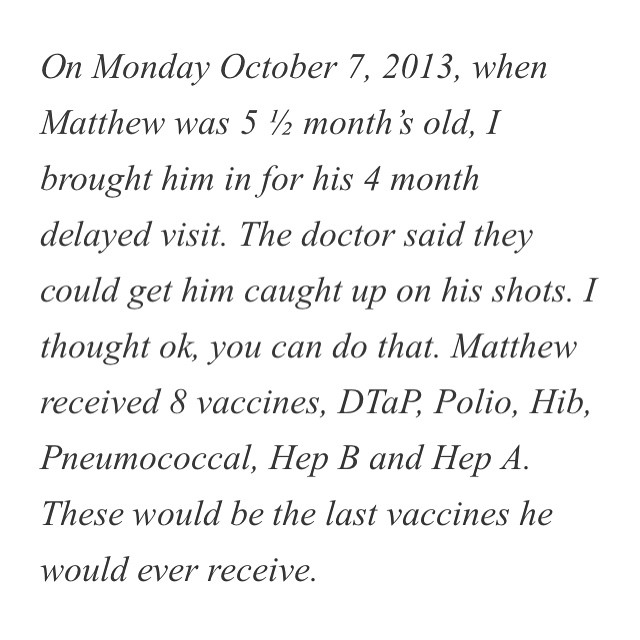 On Monday October 7, 2013, when
Matthew was 5 ½ month’s old, I
brought him in for his 4 month
delayed visit. The doctor said they
could get him caught up on his shots. I
thought ok, you can do that. Matthew
received 8 vaccines, DTaP, Polio, Hib,
Pneumococcal, Hep B and Hep A.
These would be the last vaccines he
would ever receive.